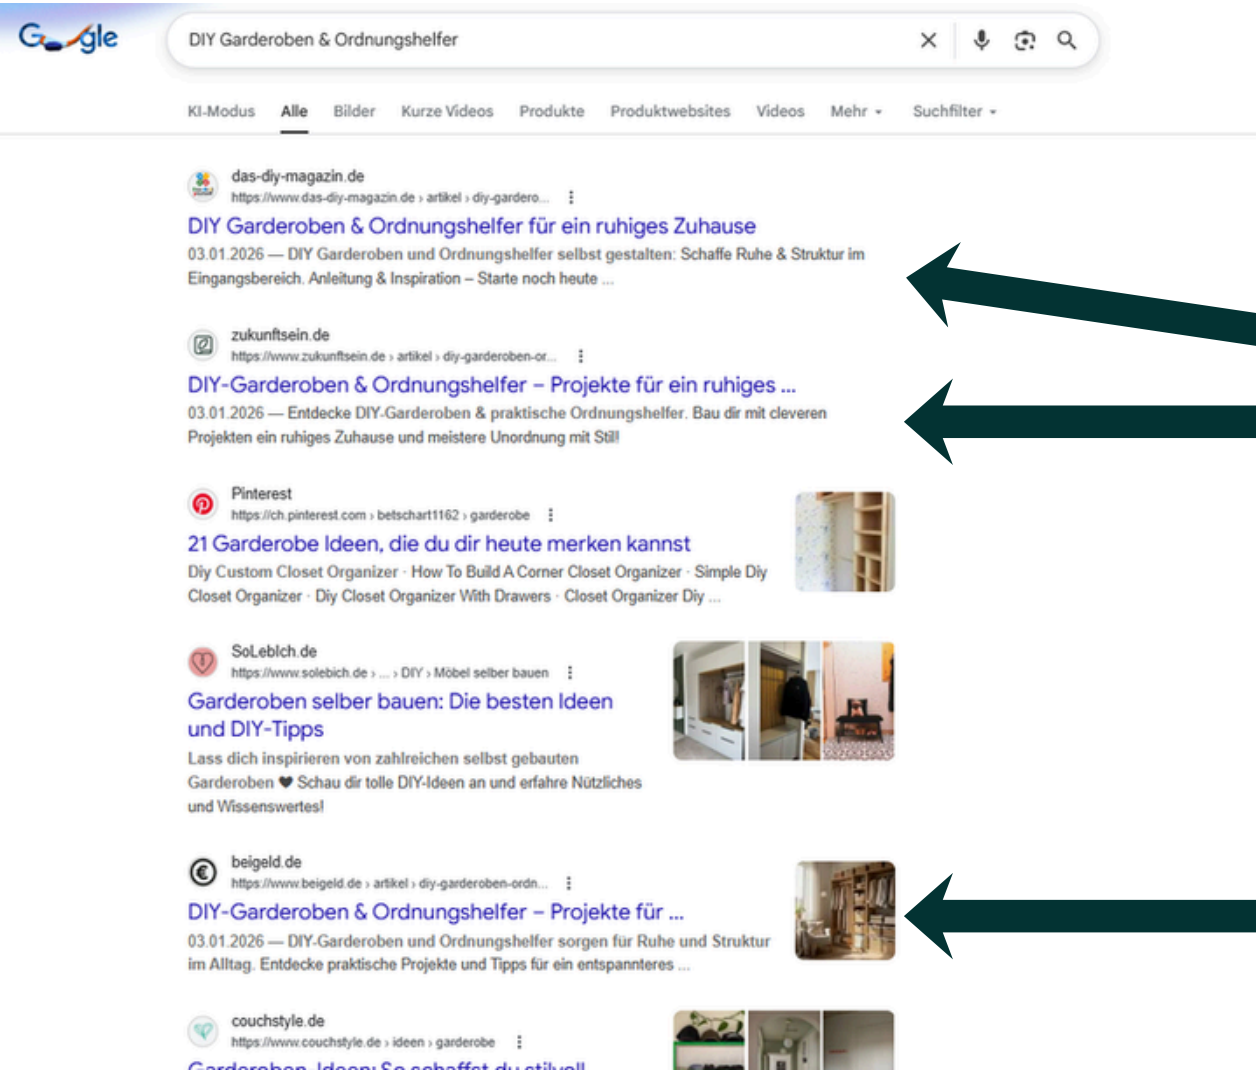 Google
DIY Garderoben & Ordnungshelfer
KI-Modus Alle Bilder Kurze Videos Produkte Produktwebsites Videos Mehr Suchfilter
das-diy-magazin.de
https://www.das-diy-magazin.de › artikel › diy-gardero...
DIY Garderoben & Ordnungshelfer für ein ruhiges Zuhause
03.01.2026 — DIY Garderoben und Ordnungshelfer selbst gestalten: Schaffe Ruhe & Struktur im
Eingangsbereich. Anleitung & Inspiration – Starte noch heute ...
zukunftsein.de
https://www.zukunftsein.de › artikel › diy-garderoben-or...
DIY-Garderoben & Ordnungshelfer – Projekte für ein ruhiges ...
03.01.2026 — Entdecke DIY-Garderoben & praktische Ordnungshelfer. Bau dir mit cleveren
Projekten ein ruhiges Zuhause und meistere Unordnung mit Stil!
Pinterest
https://ch.pinterest.com › betschart1162 › garderobe
21 Garderobe Ideen, die du dir heute merken kannst
Diy Custom Closet Organizer · How To Build A Corner Closet Organizer · Simple Diy
Closet Organizer · Diy Closet Organizer With Drawers · Closet Organizer Diy ...
SoLebIch.de
https://www.solebich.de › ... › DIY › Möbel selber bauen
Garderoben selber bauen: Die besten Ideen
und DIY-Tipps
Lass dich inspirieren von zahlreichen selbst gebauten
Garderoben ♥ Schau dir tolle DIY-Ideen an und erfahre Nützliches
und Wissenswertes!
beigeld.de
https://www.beigeld.de › artikel › diy-garderoben-ordn...
DIY-Garderoben & Ordnungshelfer – Projekte für ...
03.01.2026 — DIY-Garderoben und Ordnungshelfer sorgen für Ruhe und Struktur
im Alltag. Entdecke praktische Projekte und Tipps für ein entspannteres ...
couchstyle.de
https://www.couchstyle.de › ideen › garderobe
Garderoben-Ideen: So schaffst du stilvoll